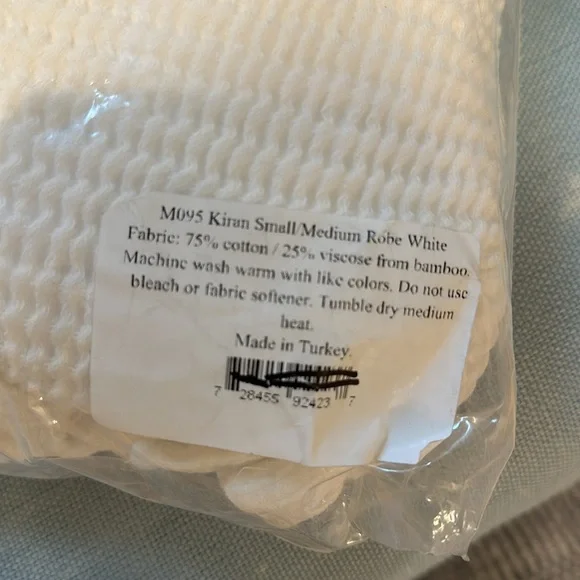 M095 Kiran Small/Medium Robe White
Fabric: 75% cotton / 25% viscose from bamboo.
Machine wash warm with like colors. Do not use
bleach or fabric softener. Tumble dry medium
heat.
Made in Turkey.
7 28455 92423 7